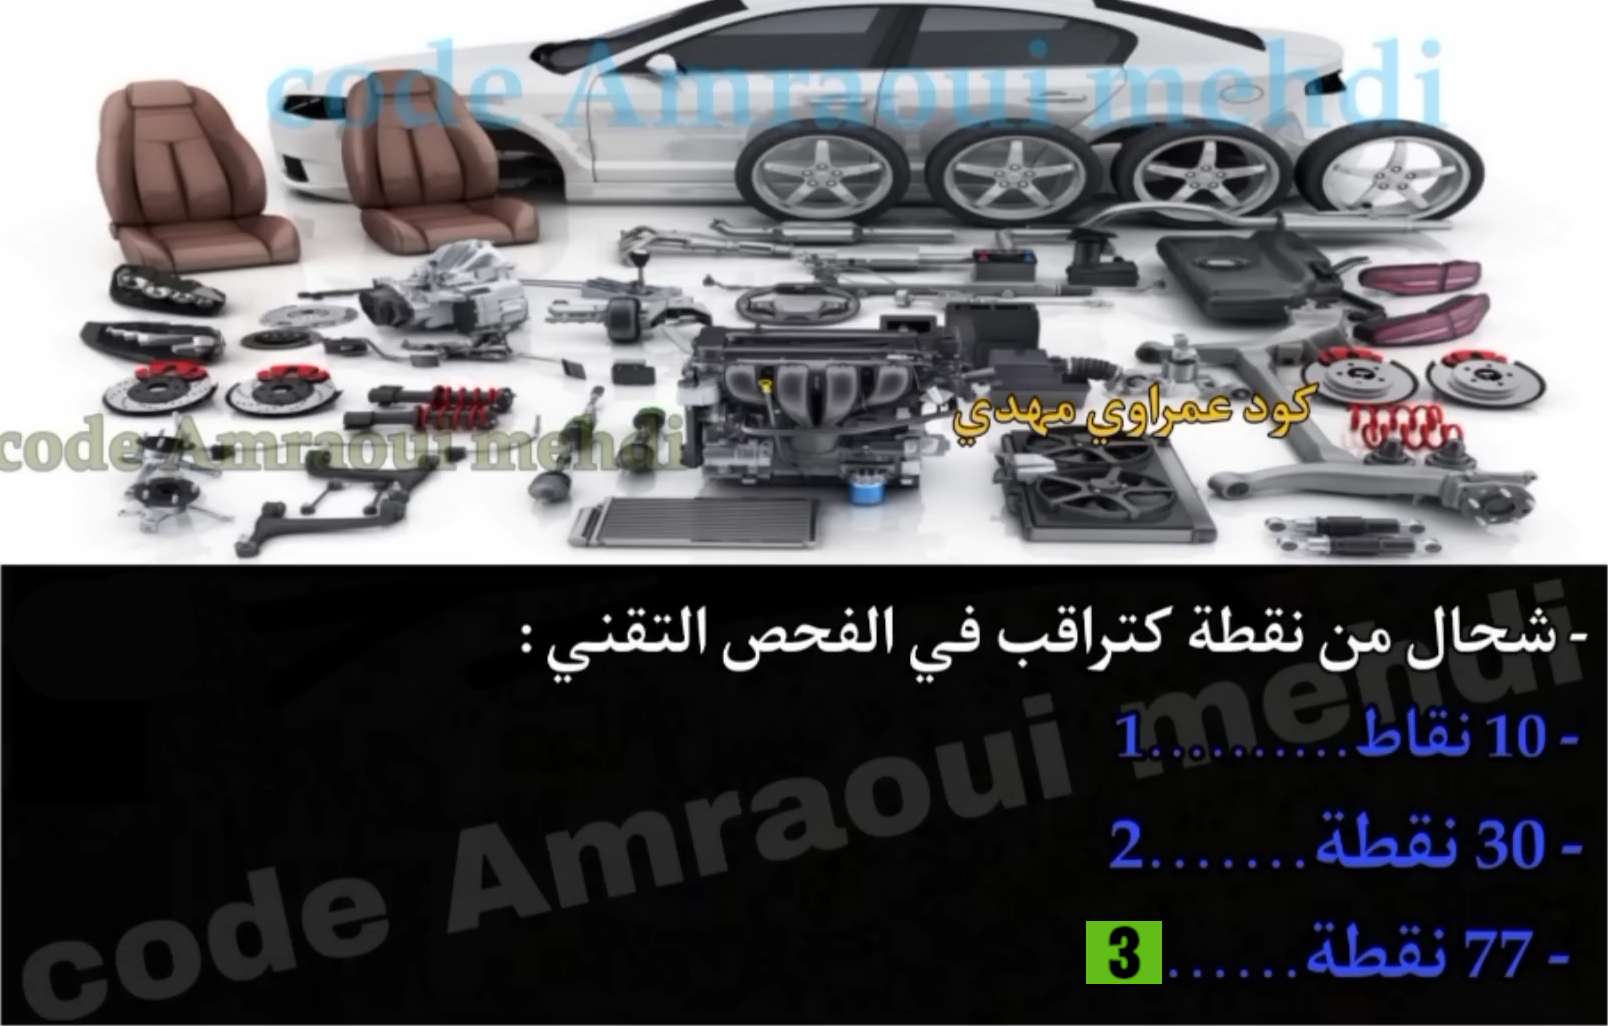 code Amraoui mehdi
كود عمراوي مهدي
code Amraoui mehdi
- شحال من نقطة كتراقب في الفحص التقني :
- 10 نقاط..........1
- 30 نقطة.......2
- 77 نقطة......3
code Amraoui mehdi